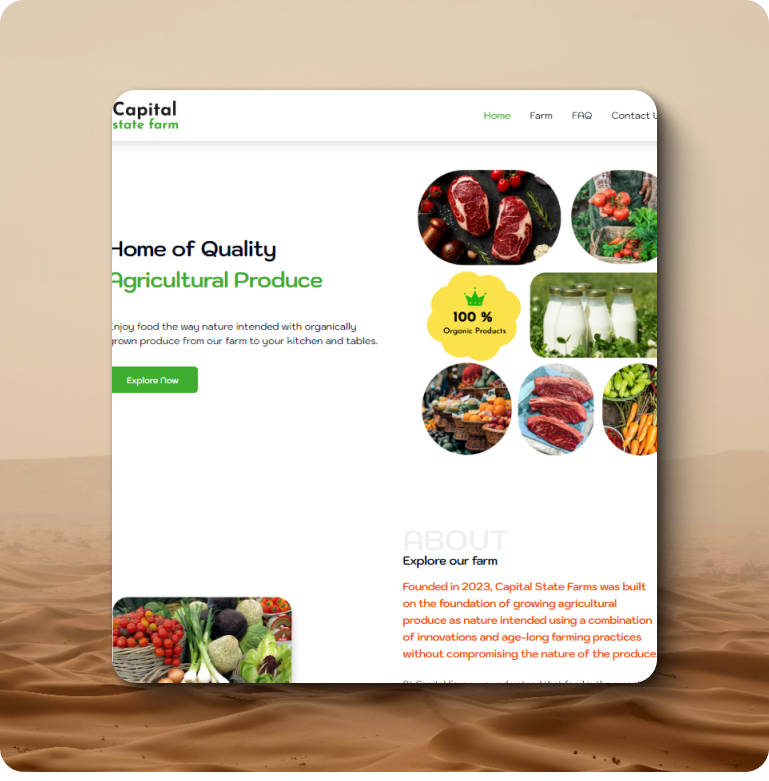 Capital
state farm
Home Farm FAQ Contact U
Home of Quality
Agricultural Produce
Enjoy food the way nature intended with organically
grown produce from our farm to your kitchen and tables.
Explore Now
100 %
Organic Products
ABOUT
Explore our farm
Founded in 2023, Capital State Farms was built
on the foundation of growing agricultural
produce as nature intended using a combination
of innovations and age-long farming practices
without compromising the nature of the produce